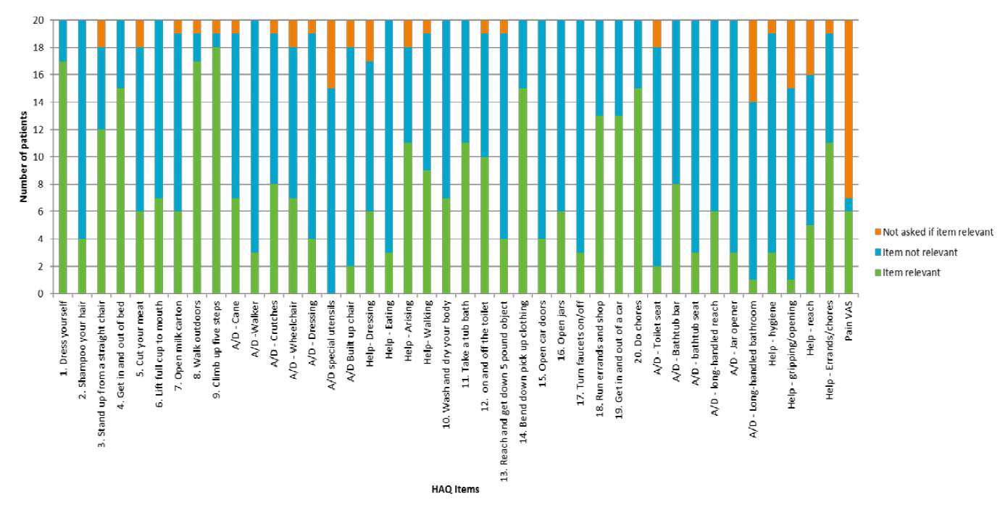 20
18
16
14
12
10
8
6
4
2
0
Number of patients
1. Dress yourself
2. Shampoo your hair
3. Stand up from a straight chair
4. Get in and out of bed
5. Cut your meat
6. Lift full cup to mouth
7. Open milk carton
8. Walk outdoors
9. Climb up five steps
A/D - Cane
A/D -Walker
A/D - Crutches
A/D - Wheelchair
A/D - Dressing
A/D special utensils
A/D Built up chair
Help- Dressing
Help - Eating
Help - Arising
Help- Walking
10. Wash and dry your body
11. Take a tub bath
12. on and off the toilet
13. Reach and get down 5 pound object
14. Bend down pick up clothing
15. Open car doors
16. Open jars
17. Turn faucets on/off
18. Run errands and shop
19. Get in and out of a car
20. Do chores
A/D - Toilet seat
A/D - Bathtub bar
A/D - bathtub seat
A/D - long-handled reach
A/D - Jar opener
A/D - Long-handled bathroom
Help - hygiene
Help - gripping/opening
Help - reach
Help - Errands/chores
Pain VAS
HAQ Items
Not asked if item relevant
Item not relevant
Item relevant